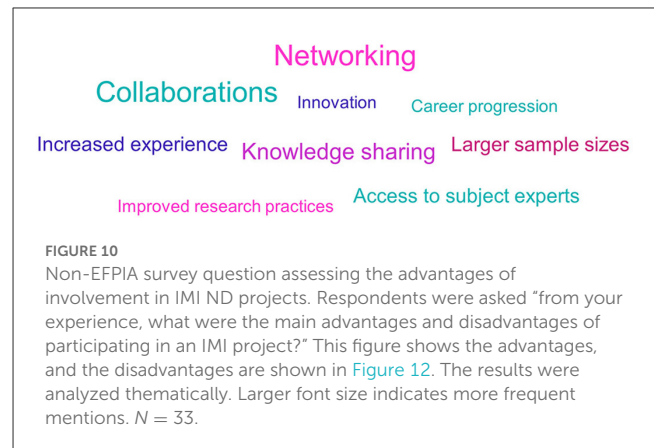 Networking
Collaborations
Innovation
Career progression
Increased experience
Knowledge sharing
Larger sample sizes
Improved research practices
Access to subject experts
FIGURE 10
Non-EFPIA survey question assessing the advantages of
involvement in IMI ND projects. Respondents were asked “from your
experience, what were the main advantages and disadvantages of
participating in an IMI project?” This figure shows the advantages,
and the disadvantages are shown in Figure 12. The results were
analyzed thematically. Larger font size indicates more frequent
mentions. N = 33.